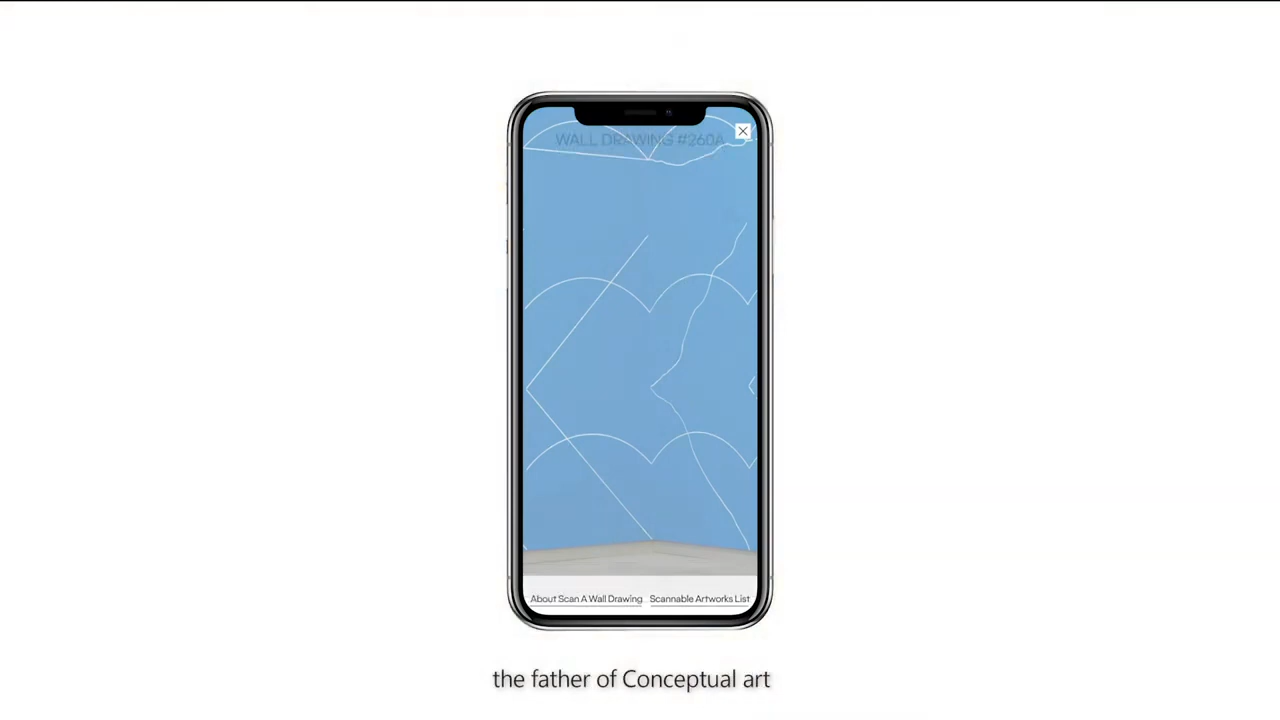 WALL DRAWING #260A
About Scan A Wall Drawing
Scannable Artworks List
the father of Conceptual art